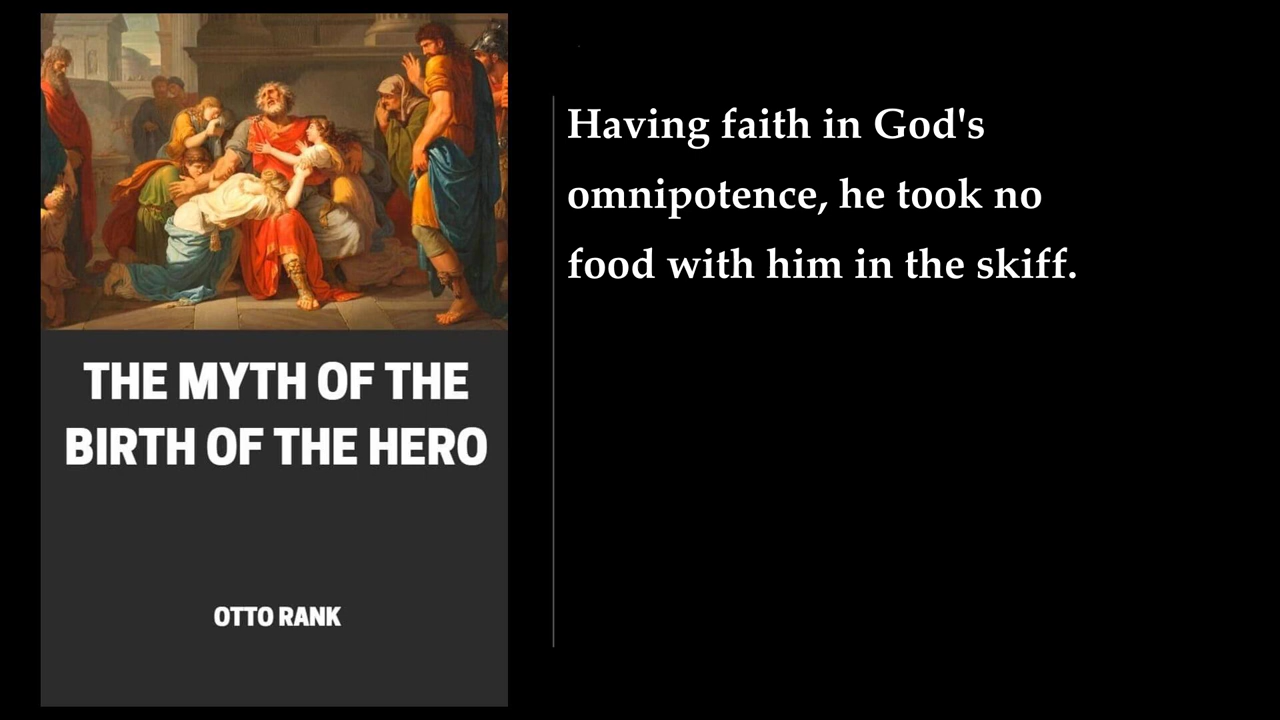 THE MYTH OF THE
BIRTH OF THE HERO
OTTO RANK
Having faith in God's
omnipotence, he took no
food with him in the skiff.